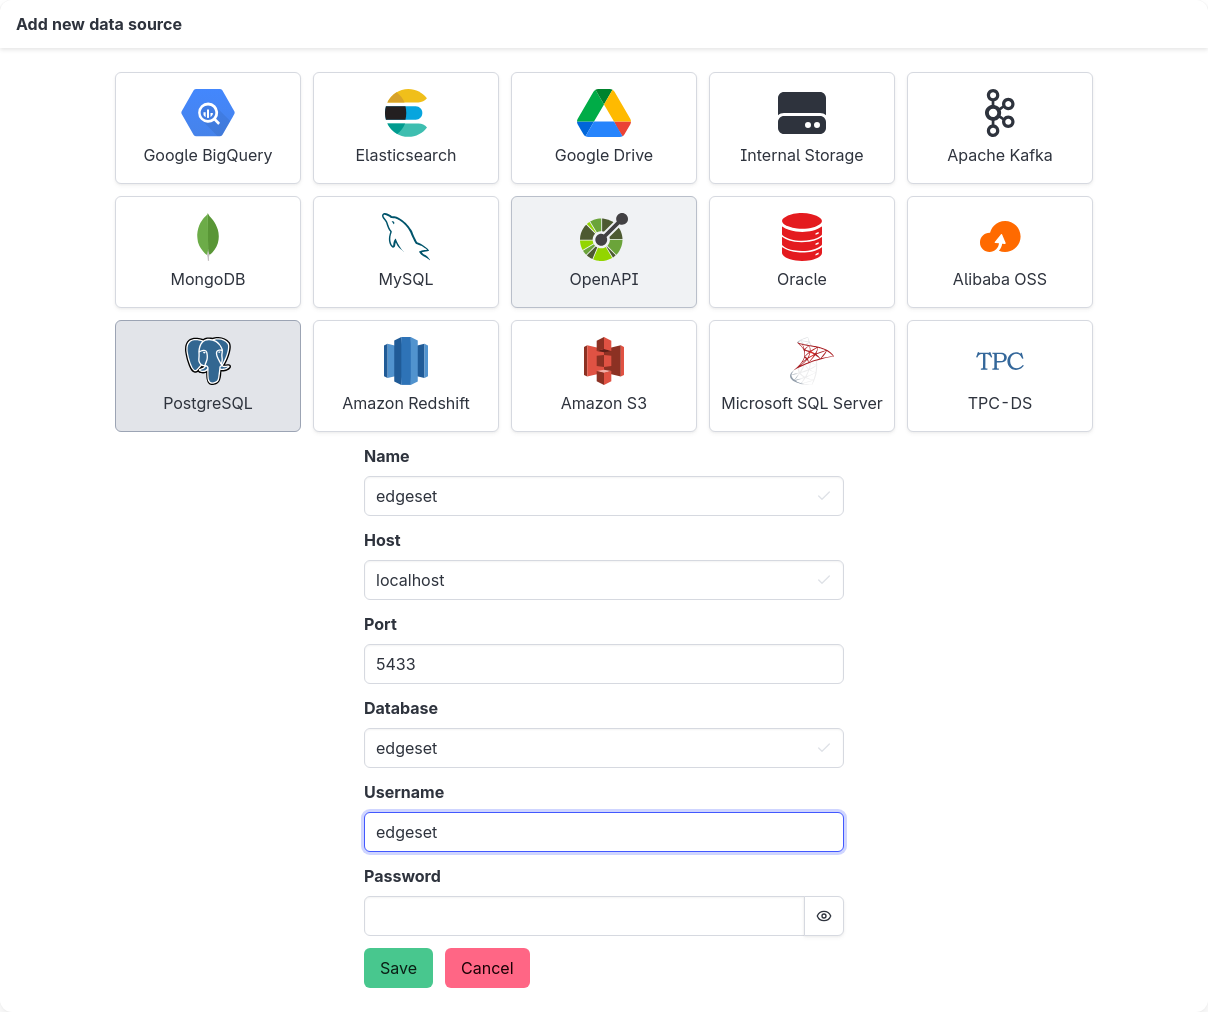 Add new data source
Google BigQuery
Elasticsearch
Google Drive
Internal Storage
Apache Kafka
MongoDB
MySQL
OpenAPI
Oracle
Alibaba OSS
PostgreSQL
Amazon Redshift
Amazon S3
Microsoft SQL Server
TPC
TPC-DS
Name
edgeset
Host
localhost
Port
5433
Database
edgeset
Username
edgeset
Password
Save
Cancel